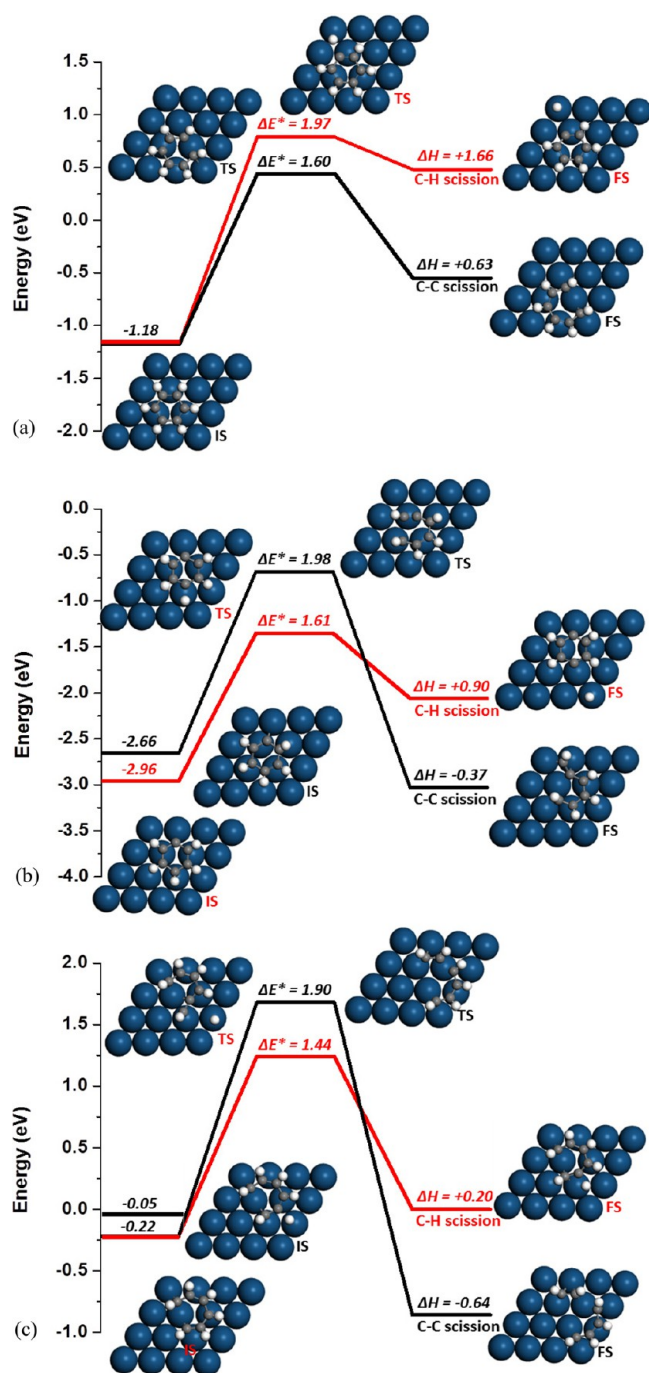 1.5
1.0
0.5
0.0
-0.5
-1.0
-1.5
-2.0
Energy (eV)
TS
TS
ΔE* = 1.97
ΔE* = 1.60
ΔH = +1.66
C-H scission
FS
ΔH = +0.63
C-C scission
FS
-1.18
IS
(a)
0.0
-0.5
-1.0
-1.5
-2.0
-2.5
-3.0
-3.5
-4.0
Energy (eV)
TS
ΔE* = 1.98
TS
ΔE* = 1.61
ΔH = +0.90
C-H scission
FS
-2.66
-2.96
IS
ΔH = -0.37
C-C scission
FS
IS
(b)
2.0
1.5
1.0
0.5
0.0
-0.5
-1.0
Energy (eV)
TS
ΔE* = 1.90
TS
ΔE* = 1.44
-0.05
-0.22
IS
ΔH = +0.20
C-H scission
FS
ΔH = -0.64
C-C scission
FS
IS
(c)